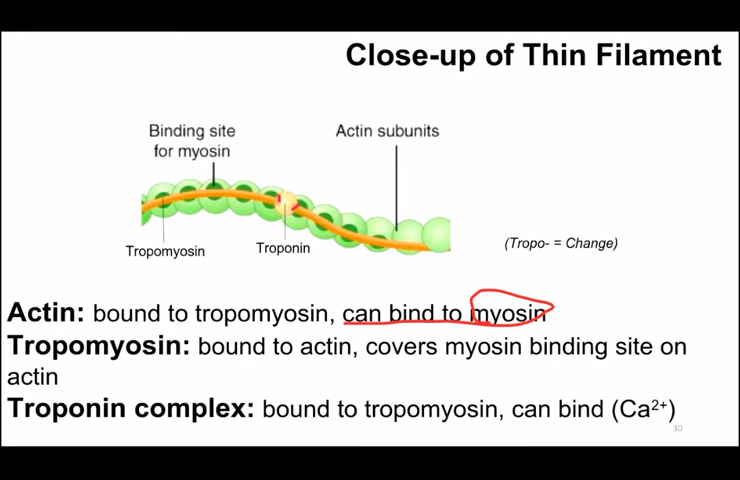 Close-up of Thin Filament
Binding site
for myosin
Actin subunits
Tropomyosin
Troponin
(Tropo- = Change)
Actin: bound to tropomyosin, can bind to myosin
Tropomyosin: bound to actin, covers myosin binding site on
actin
Troponin complex: bound to tropomyosin, can bind (Ca²⁺)
30